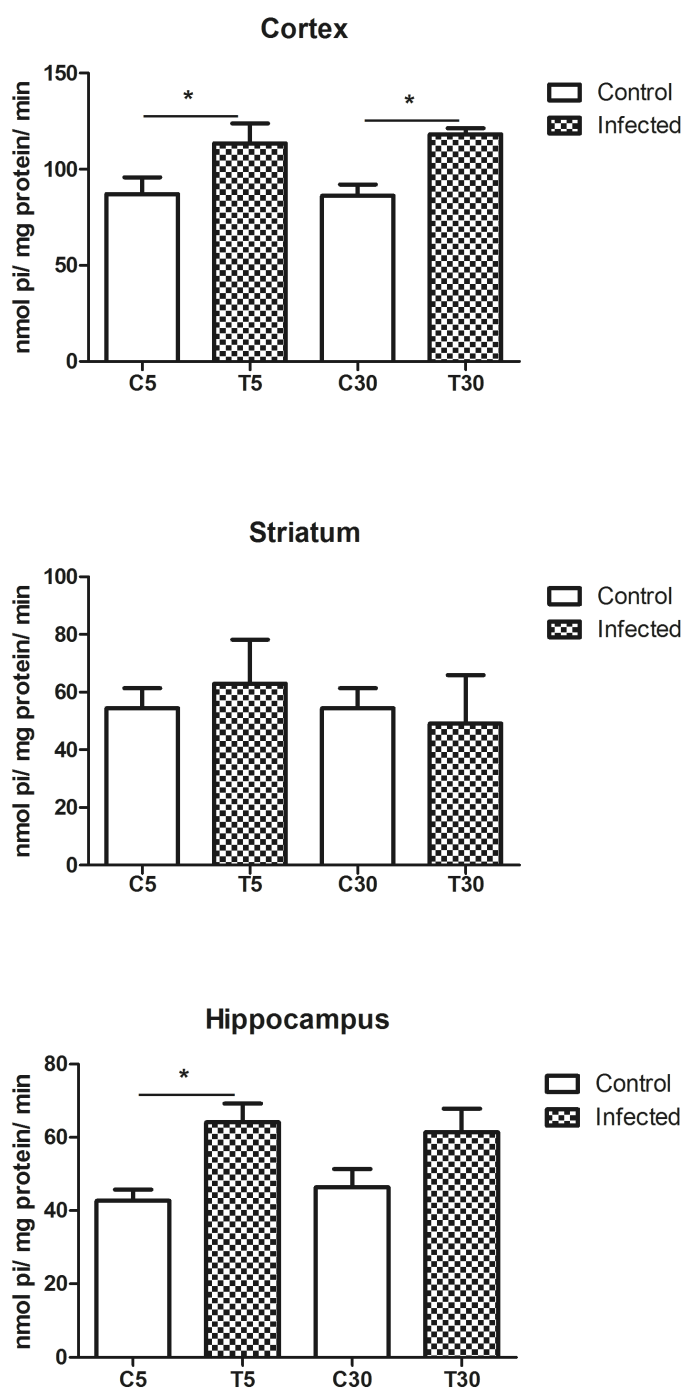 Cortex
nmol pi/ mg protein/ min
150
100
50
0
*
*
Control
Infected
C5 T5 C30 T30
Striatum
nmol pi/ mg protein/ min
100
80
60
40
20
0
Control
Infected
C5 T5 C30 T30
Hippocampus
nmol pi/ mg protein/ min
80
60
40
20
0
*
Control
Infected
C5 T5 C30 T30